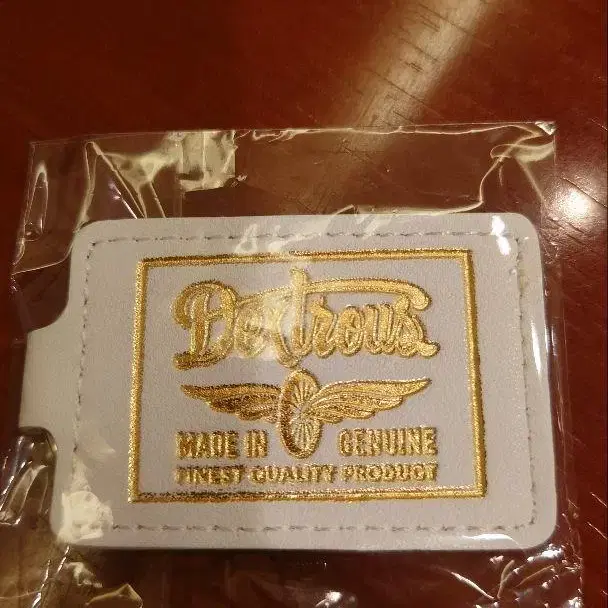 Dextrous
MADE IN GENUINE
FINEST QUALITY PRODUCT